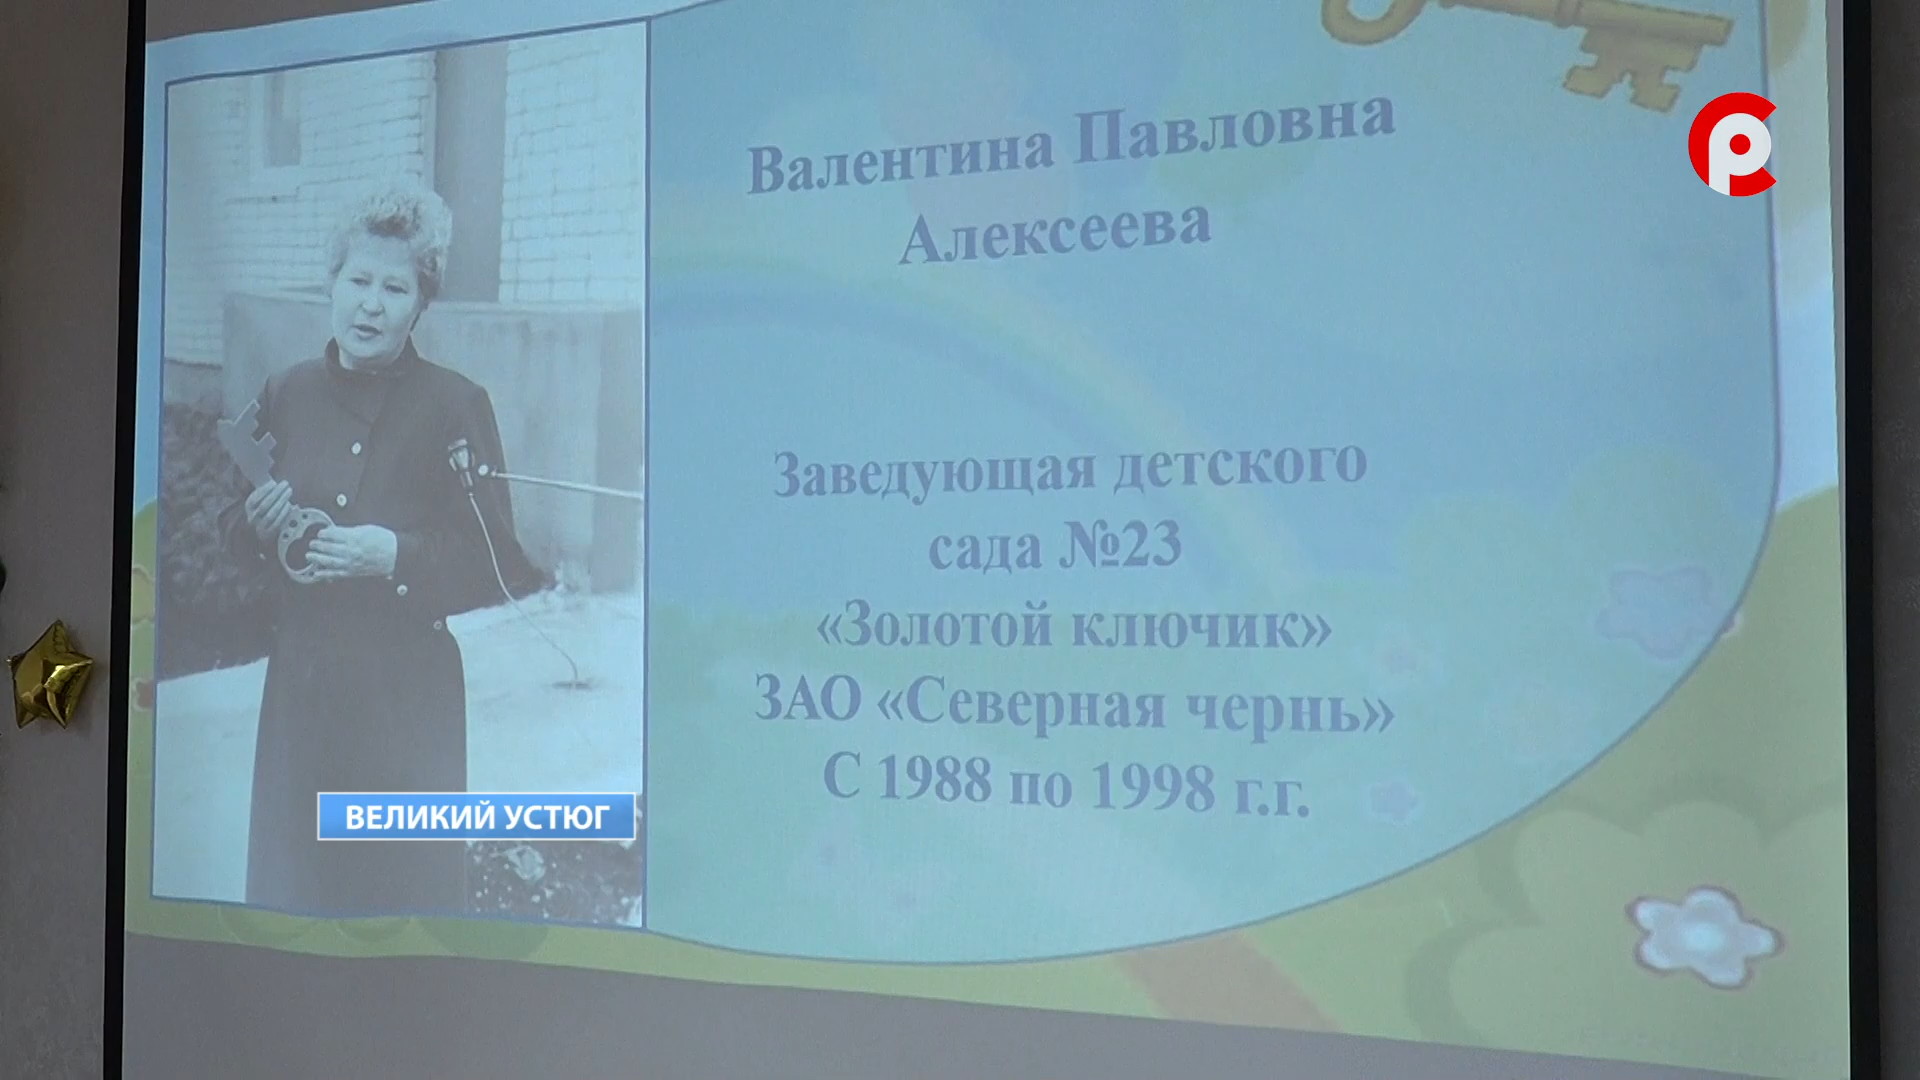 Валентина Павловна
Алексеева
Заведующая детского
сада №23
«Золотой ключик»
ЗАО «Северная чернь»
С 1988 по 1998 г.г.
ВЕЛИКИЙ УСТЮГ